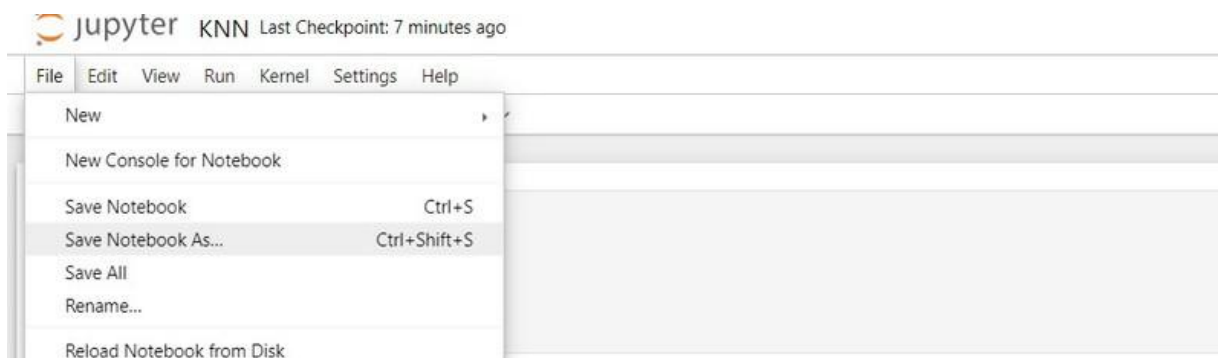 jupyter KNN Last Checkpoint: 7 minutes ago
File Edit View Run Kernel Settings Help
New
New Console for Notebook
Save Notebook Ctrl+S
Save Notebook As... Ctrl+Shift+S
Save All
Rename...
Reload Notebook from Disk